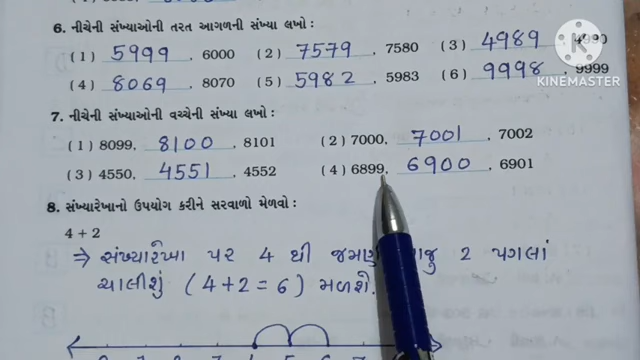 6. નીચેની સંખ્યાઓની તરત આગળની સંખ્યા લખો :
(1) 5999, 6000 (2) 7579, 7580 (3) 4989, 4990
(4) 8069, 8070 (5) 5982, 5983 (6) 9998, 9999
KINEMASTER
7. નીચેની સંખ્યાઓની વચ્ચેની સંખ્યા લખો :
(1) 8099, 8100, 8101 (2) 7000, 7001, 7002
(3) 4550, 4551, 4552 (4) 6899, 6900, 6901
8. સંખ્યારેખાનો ઉપયોગ કરીને સરવાળો મેળવો :
4 + 2
⇒ સંખ્યારેખા પર 4 થી 2 પગલાં
ચાલીશું (4+2=6) મળશે.